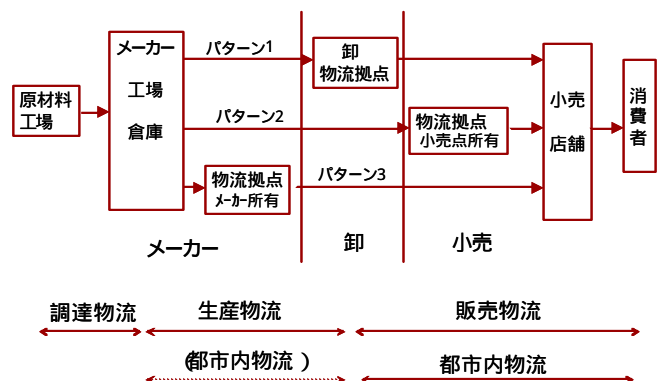 原材料
工場
メーカー
工場
倉庫
パターン1
卸
物流拠点
パターン2
物流拠点
小売点所有
物流拠点
メーカー所有
パターン3
小売
店舗
消費者
メーカー
卸
小売
調達物流
生産物流
販売物流
(都市内物流)
都市内物流